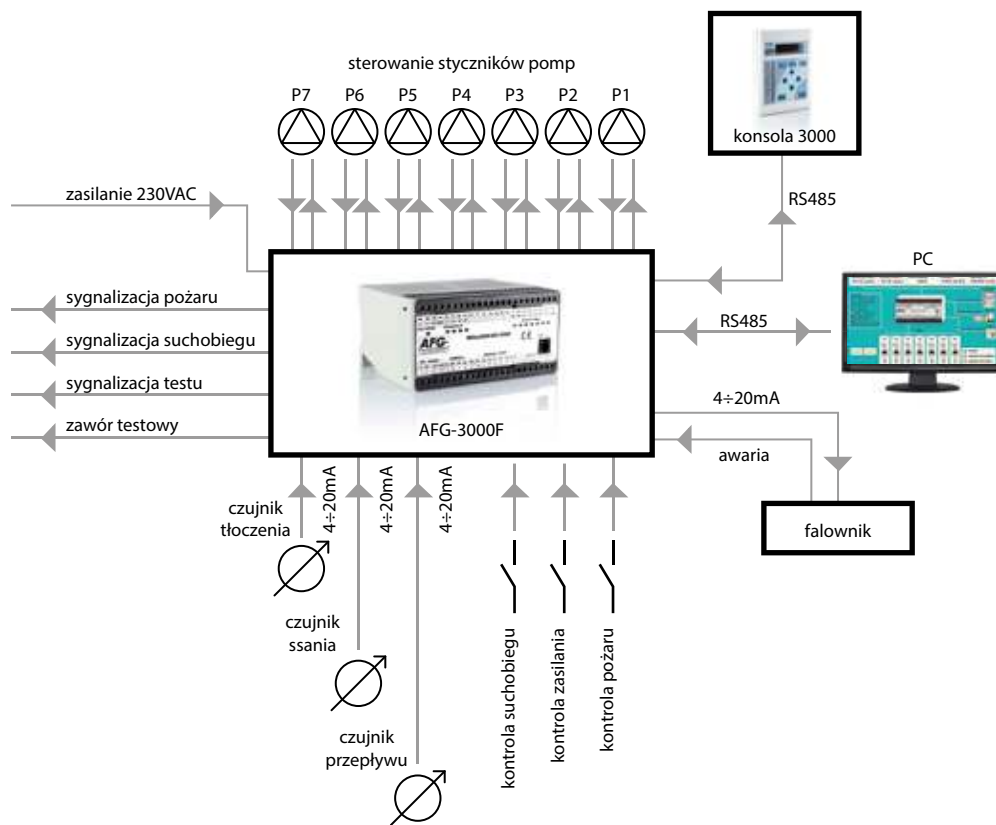 sterowanie styczników pomp
P7 P6 P5 P4 P3 P2 P1
konsola 3000
zasilanie 230VAC
RS485
PC
sygnalizacja pożaru
sygnalizacja suchobiegu
sygnalizacja testu
zawór testowy
AFG
AFG-3000F
RS485
4÷20mA
awaria
falownik
czujnik
tłoczenia
4÷20mA
4÷20mA
4÷20mA
czujnik
ssania
czujnik
przepływu
kontrola suchobiegu
kontrola zasilania
kontrola pożaru